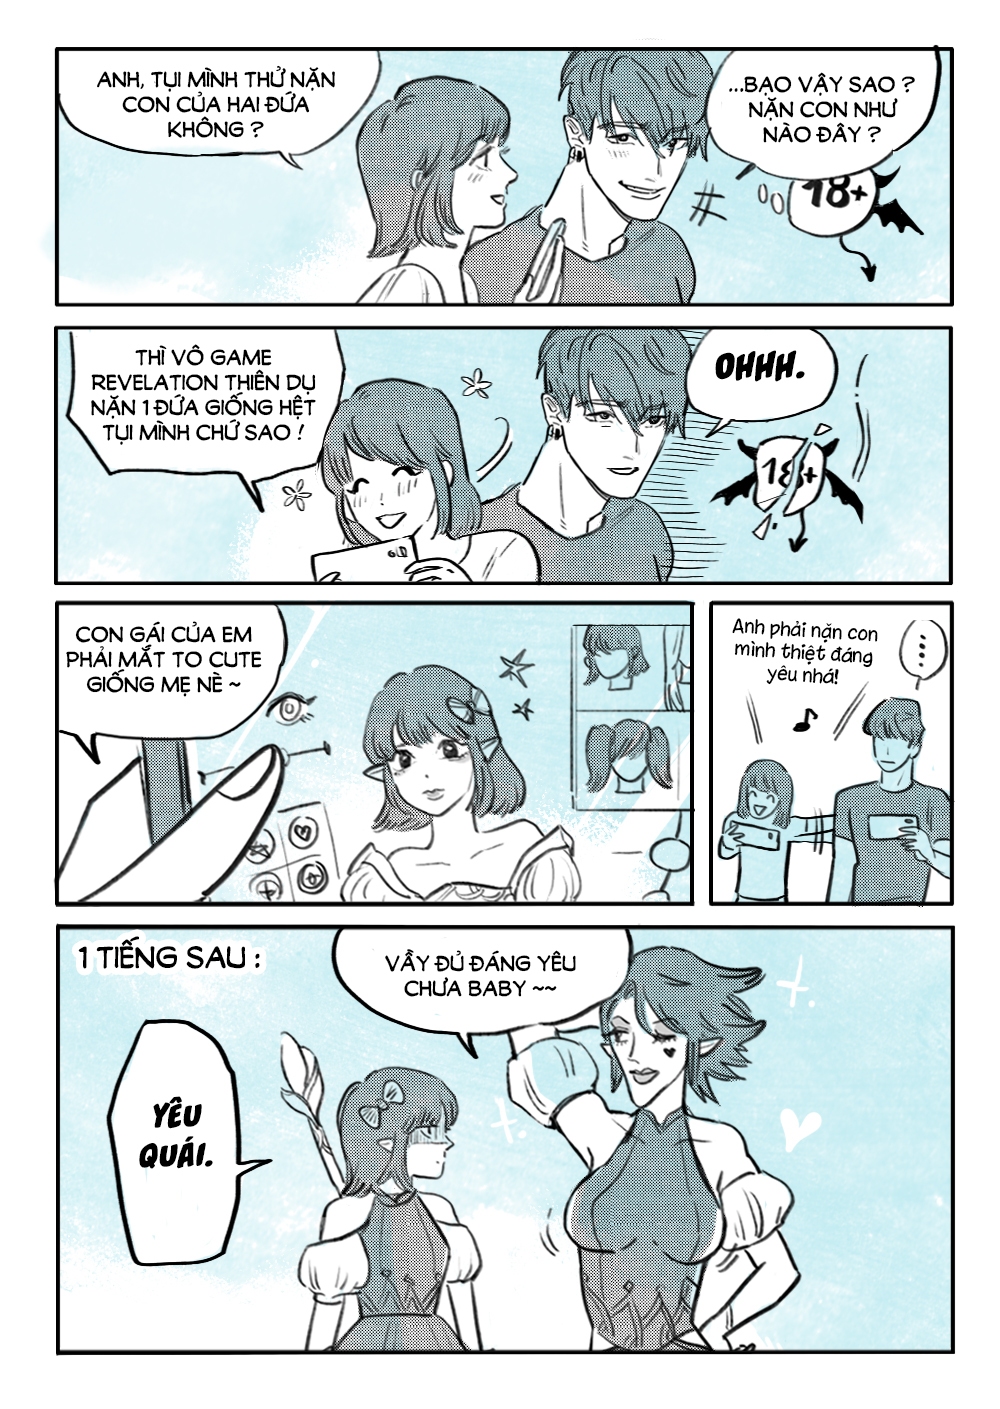 ANH, TỤI MÌNH THỬ NẶN
CON CỦA HAI ĐỨA
KHÔNG ?
...BẠO VẬY SAO ?
NẶN CON NHƯ
NÀO ĐÂY ?
18+
THÌ VÔ GAME
REVELATION THIÊN DỤ
NẶN 1 ĐỨA GIỐNG HỆT
TỤI MÌNH CHỨ SAO !
OHHH.
18+
CON GÁI CỦA EM
PHẢI MẮT TO CUTE
GIỐNG MẸ NÈ ~
Anh phải nặn con
mình thiệt đáng
yêu nhá!
...
1 TIẾNG SAU :
VẦY ĐỦ ĐÁNG YÊU
CHƯA BABY ~~
YÊU
QUÁI.